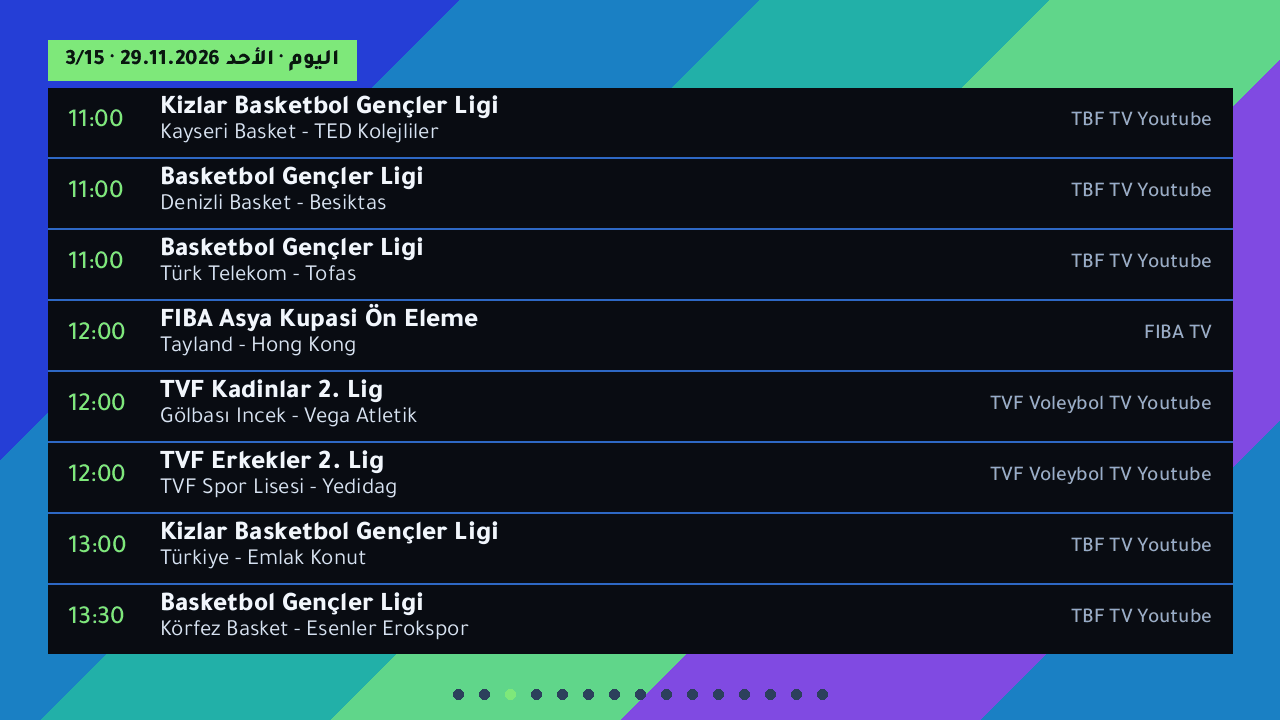 اليوم · الأحد 29.11.2026 · 3/15
11:00
Kizlar Basketbol Gençler Ligi
Kayseri Basket - TED Kolejliler
TBF TV Youtube
11:00
Basketbol Gençler Ligi
Denizli Basket - Besiktas
TBF TV Youtube
11:00
Basketbol Gençler Ligi
Türk Telekom - Tofas
TBF TV Youtube
12:00
FIBA Asya Kupasi Ön Eleme
Tayland - Hong Kong
FIBA TV
12:00
TVF Kadinlar 2. Lig
Gölbası Incek - Vega Atletik
TVF Voleybol TV Youtube
12:00
TVF Erkekler 2. Lig
TVF Spor Lisesi - Yedidag
TVF Voleybol TV Youtube
13:00
Kizlar Basketbol Gençler Ligi
Türkiye - Emlak Konut
TBF TV Youtube
13:30
Basketbol Gençler Ligi
Körfez Basket - Esenler Erokspor
TBF TV Youtube